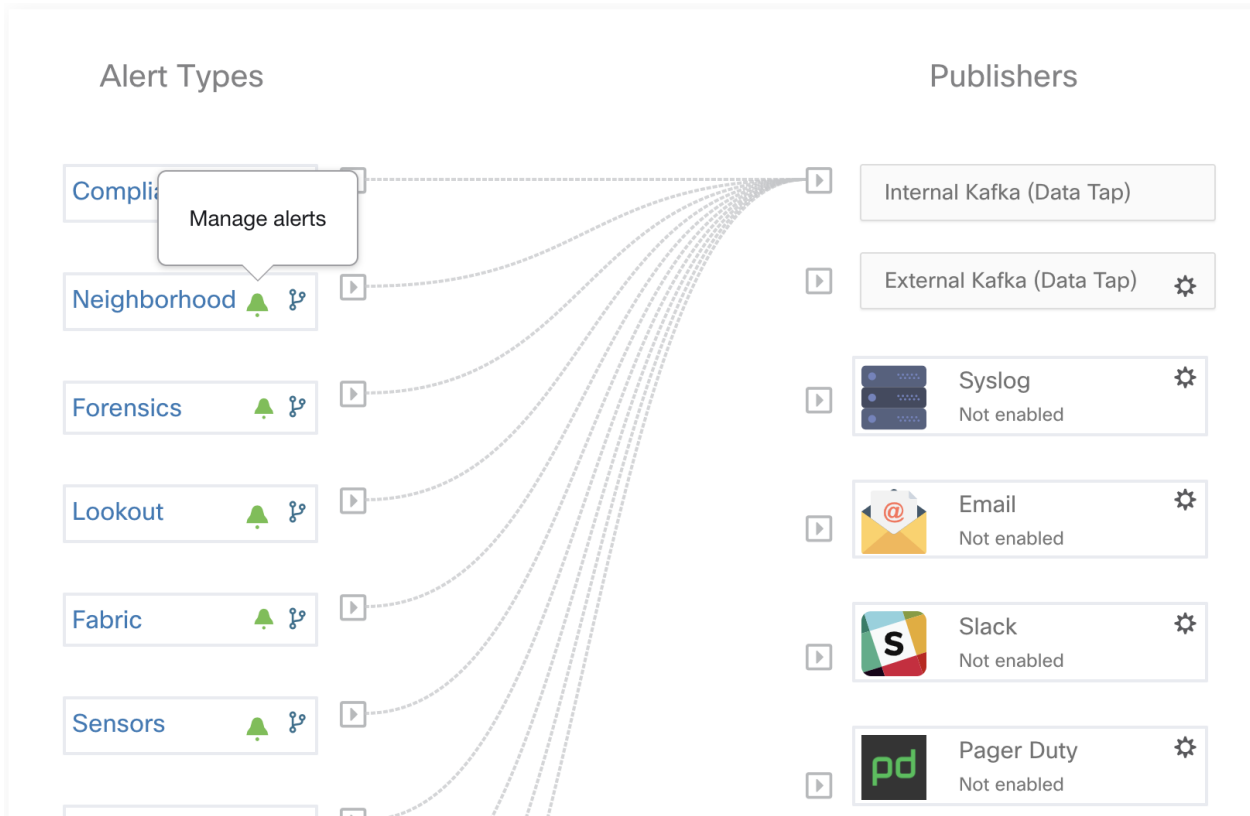 Alert Types
Publishers
Manage alerts
Neighborhood
Forensics
Lookout
Fabric
Sensors
Internal Kafka (Data Tap)
External Kafka (Data Tap)
Syslog
Not enabled
@
Email
Not enabled
S
Slack
Not enabled
pd
Pager Duty
Not enabled